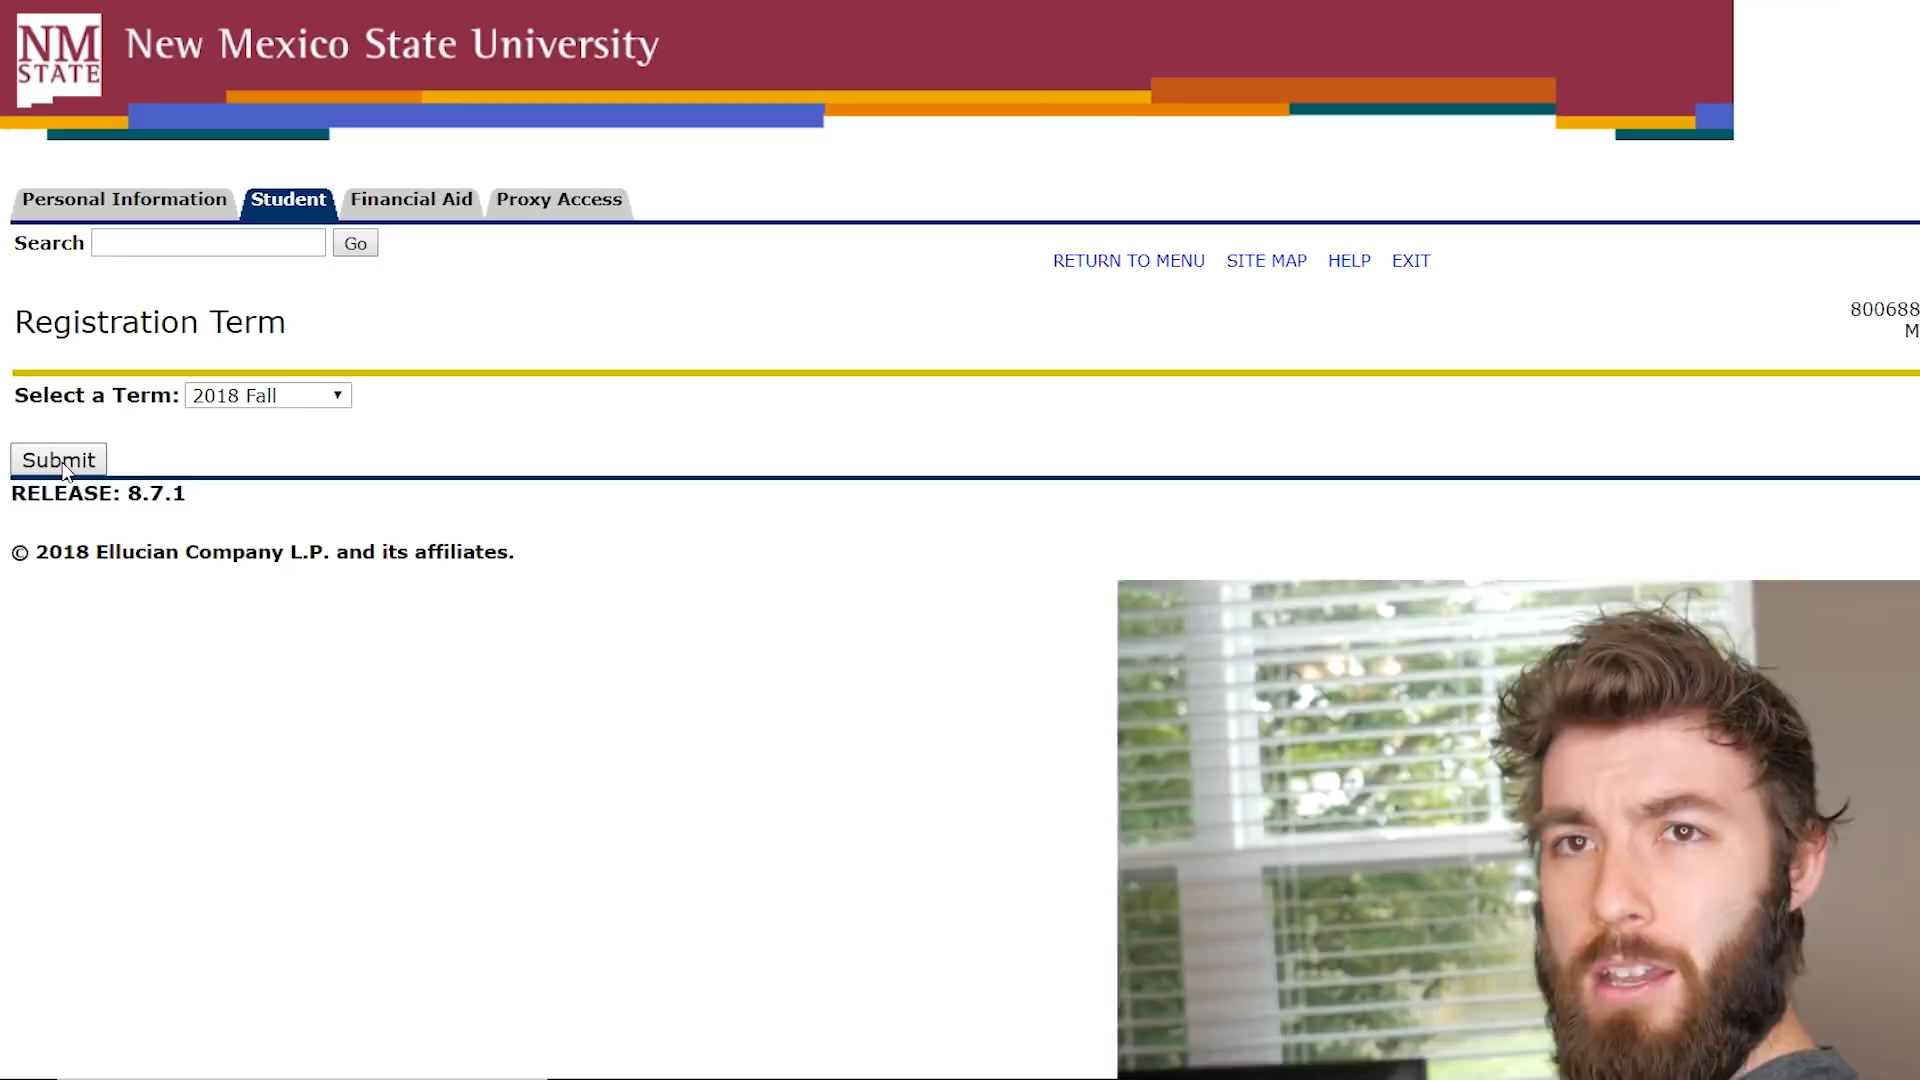 NM
STATE
New Mexico State University
Personal Information
Student
Financial Aid
Proxy Access
Search
Go
RETURN TO MENU
SITE MAP
HELP
EXIT
800688
M
Registration Term
Select a Term:
2018 Fall
Submit
RELEASE: 8.7.1
© 2018 Ellucian Company L.P. and its affiliates.